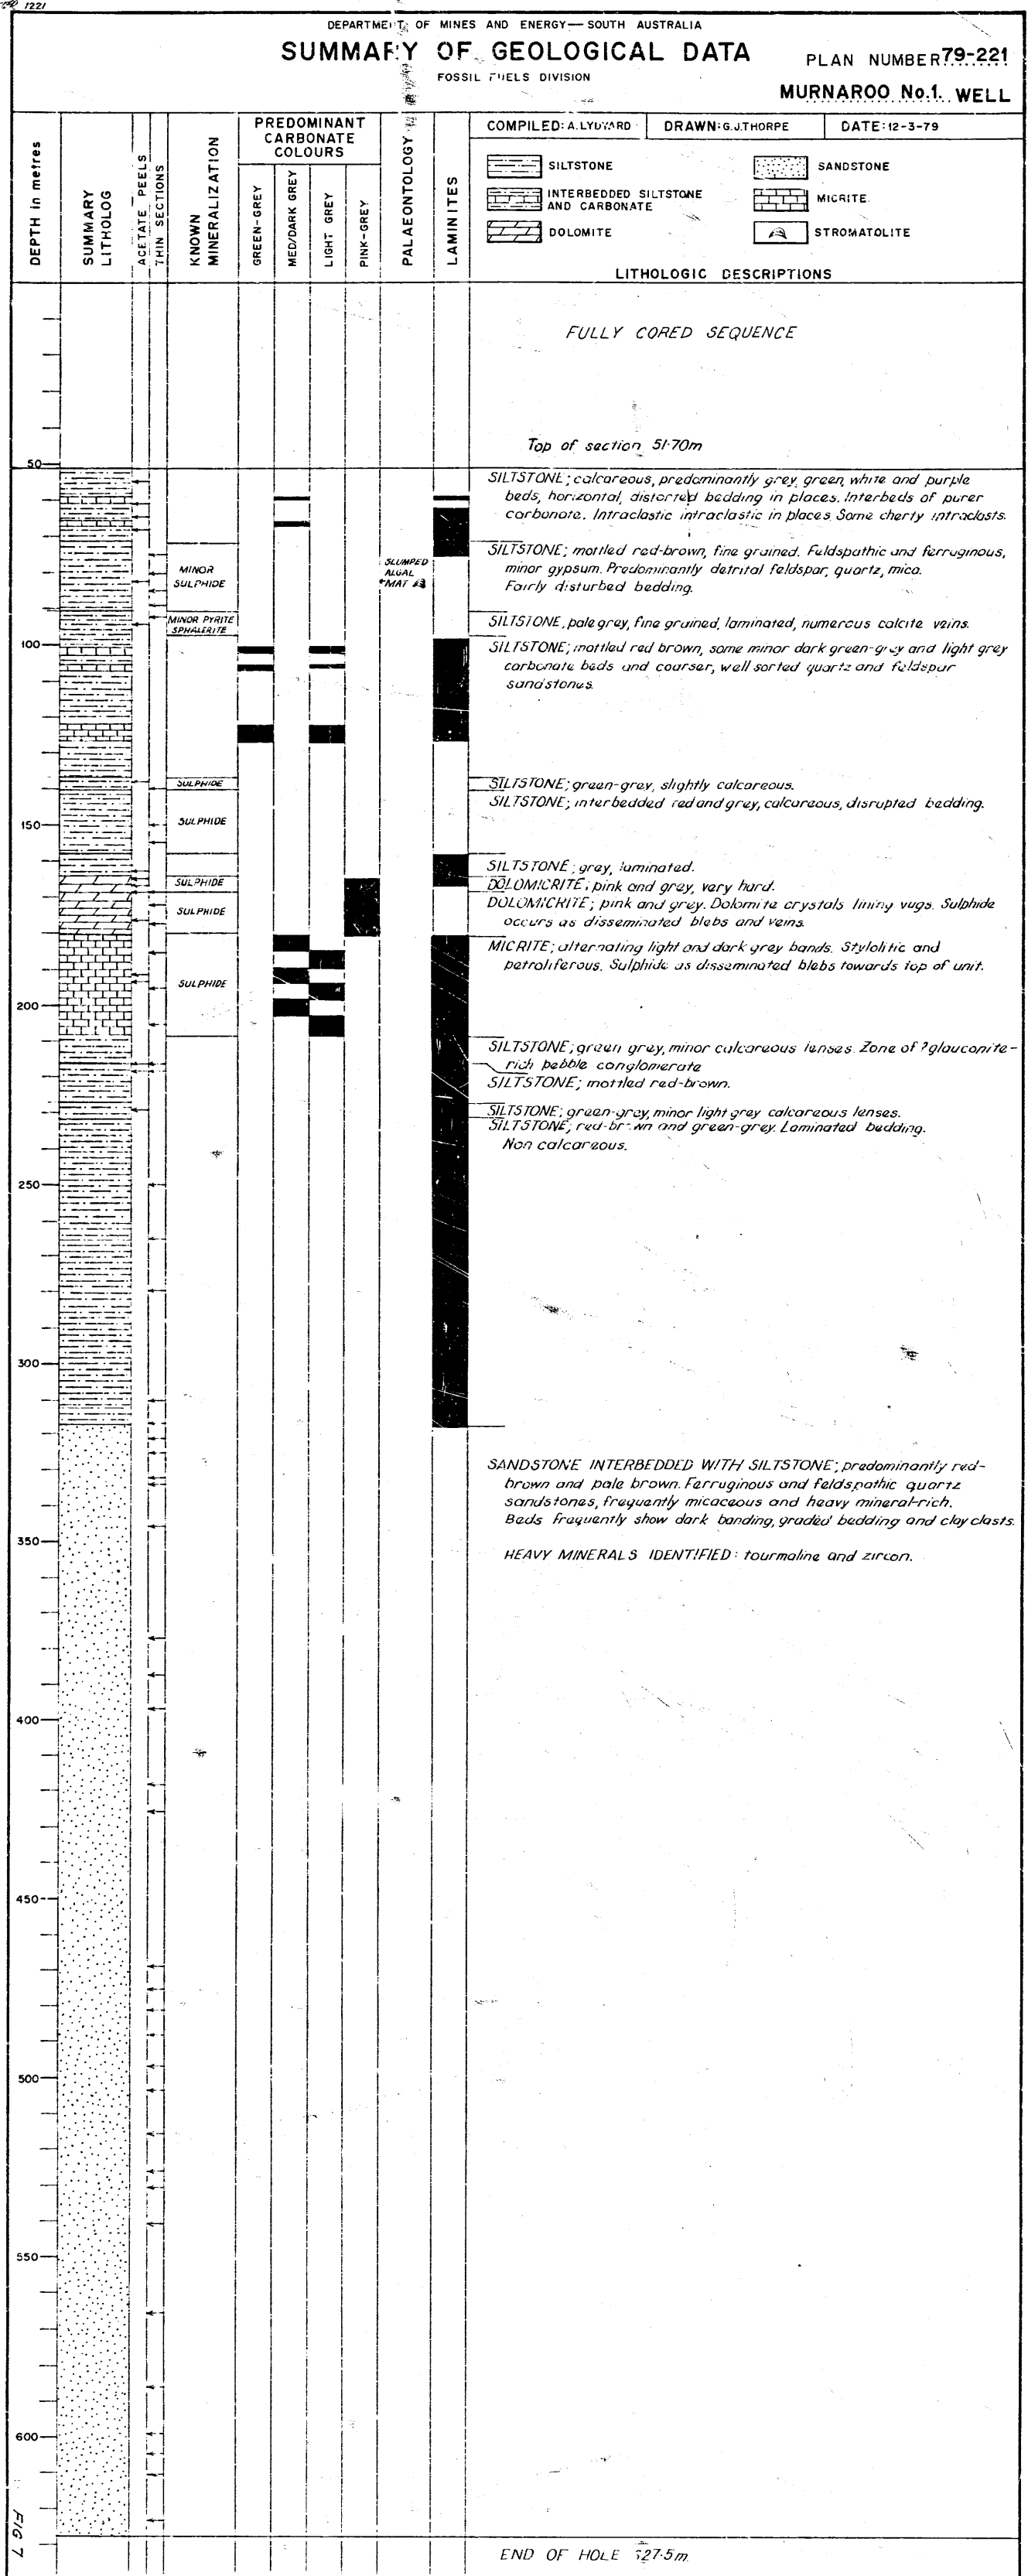 1221
DEPARTMENT OF MINES AND ENERGY — SOUTH AUSTRALIA
SUMMARY OF GEOLOGICAL DATA
FOSSIL FUELS DIVISION
PLAN NUMBER 79-221
MURNAROO No.1. WELL
DEPTH in metres
SUMMARY LITHOLOG
ACETATE PEELS
THIN SECTIONS
KNOWN MINERALIZATION
PREDOMINANT
CARBONATE
COLOURS
GREEN-GREY
MED/DARK GREY
LIGHT GREY
PINK-GREY
PALAEONTOLOGY
LAMINITES
COMPILED: A. LYDYARD
DRAWN: G.J.THORPE
DATE: 12-3-79
SILTSTONE
SANDSTONE
INTERBEDDED SILTSTONE
AND CARBONATE
MICRITE
DOLOMITE
STROMATOLITE
LITHOLOGIC DESCRIPTIONS
FULLY CORED SEQUENCE
Top of section 51·70m
50
SILTSTONE; calcareous, predominantly grey, green, white and purple
beds, horizontal, distorted bedding in places. Interbeds of purer
carbonate. Intraclastic intraclastic in places. Some cherty intraclasts.
SILTSTONE; mottled red-brown, fine grained. Feldspathic and ferruginous,
minor gypsum. Predominantly detrital feldspar, quartz, mica.
Fairly disturbed bedding.
MINOR
SULPHIDE
SLUMPED
ALGAL
MAT
MINOR PYRITE
SPHALERITE
SILTSTONE, pale grey, fine grained, laminated, numerous calcite veins.
100
SILTSTONE; mottled red brown, some minor dark green-grey and light grey
carbonate beds and courser, well sorted quartz and feldspar
sandstones.
SULPHIDE
SILTSTONE; green-grey, slightly calcareous.
SILTSTONE; interbedded red and grey, calcareous, disrupted bedding.
150
SULPHIDE
SILTSTONE; grey, laminated.
SULPHIDE
DOLOMICRITE; pink and grey, very hard.
SULPHIDE
DOLOMICRITE; pink and grey. Dolomite crystals lining vugs. Sulphide
occurs as disseminated blebs and veins.
MICRITE; alternating light and dark grey bands. Stylolitic and
petroliferous. Sulphide as disseminated blebs towards top of unit.
SULPHIDE
200
SILTSTONE; green grey, minor calcareous lenses. Zone of ?glauconite-
rich pebble conglomerate
SILTSTONE; mottled red-brown.
SILTSTONE; green-grey, minor light grey calcareous lenses.
SILTSTONE; red-brown and green-grey. Laminated bedding.
Non calcareous.
250
300
SANDSTONE INTERBEDDED WITH SILTSTONE; predominantly red-
brown and pale brown. Ferruginous and feldspathic quartz
sandstones, frequently micaceous and heavy mineral-rich.
Beds frequently show dark banding, graded bedding and clay clasts.
350
HEAVY MINERALS IDENTIFIED: tourmaline and zircon.
400
450
500
550
600
FIG 7
END OF HOLE 27·5m